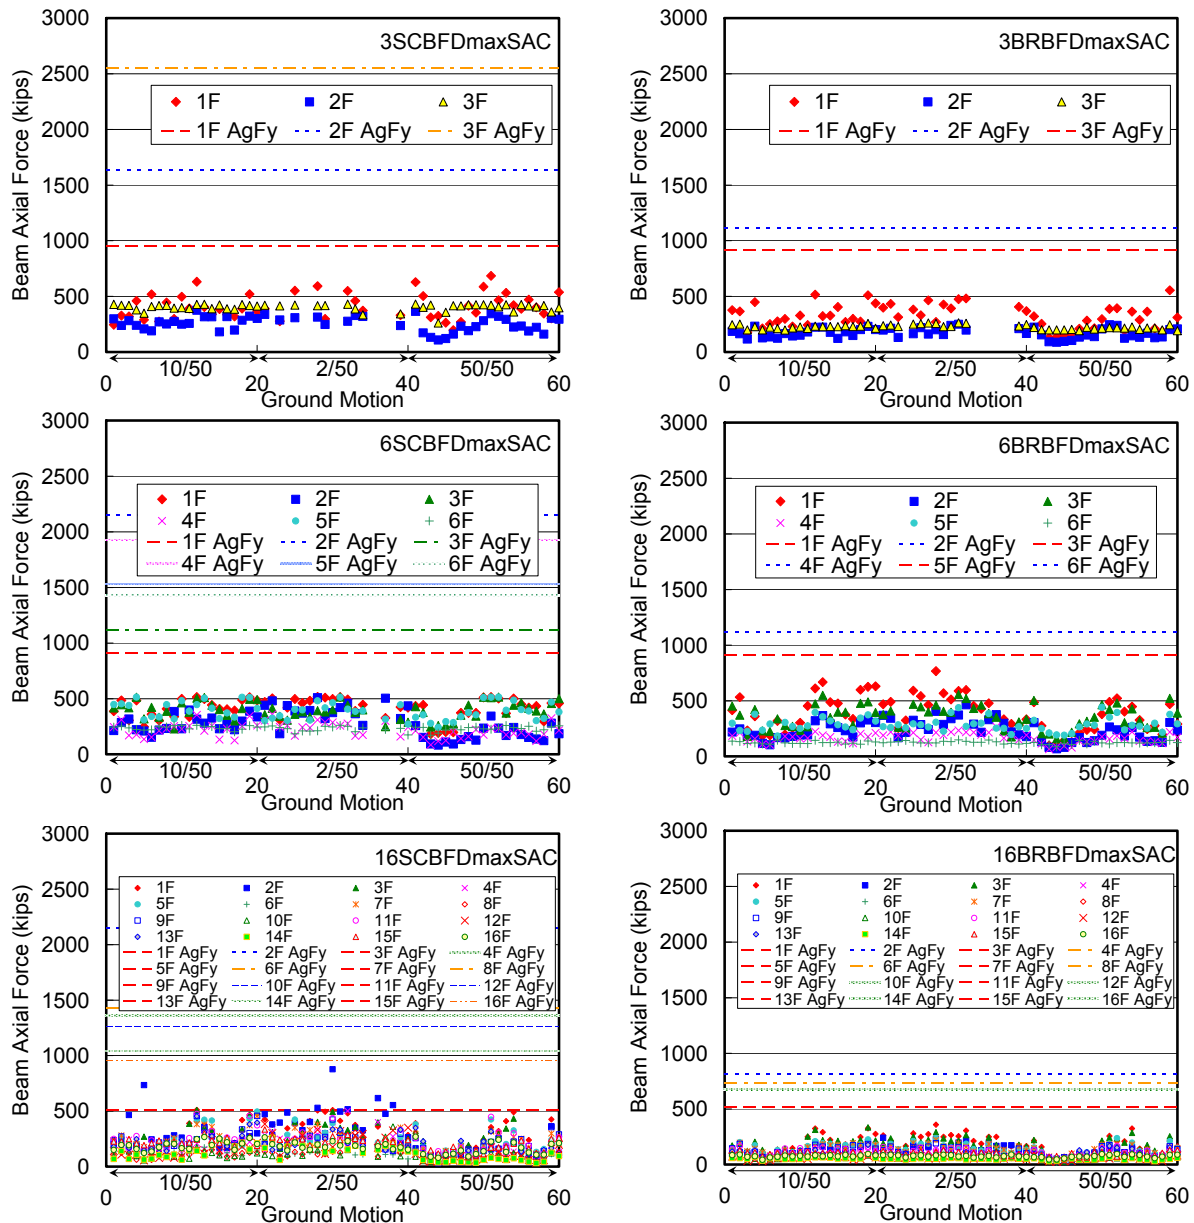 3SCBFDmaxSAC
Beam Axial Force (kips)
3000
2500
2000
1500
1000
500
0
1F 2F 3F
1F AgFy 2F AgFy 3F AgFy
10/50 2/50 50/50
0 20 40 60
Ground Motion
3BRBFDmaxSAC
Beam Axial Force (kips)
3000
2500
2000
1500
1000
500
0
1F 2F 3F
1F AgFy 2F AgFy 3F AgFy
10/50 2/50 50/50
0 20 40 60
Ground Motion
6SCBFDmaxSAC
Beam Axial Force (kips)
3000
2500
2000
1500
1000
500
0
1F 2F 3F
4F 5F 6F
1F AgFy 2F AgFy 3F AgFy
4F AgFy 5F AgFy 6F AgFy
10/50 2/50 50/50
0 20 40 60
Ground Motion
6BRBFDmaxSAC
Beam Axial Force (kips)
3000
2500
2000
1500
1000
500
0
1F 2F 3F
4F 5F 6F
1F AgFy 2F AgFy 3F AgFy
4F AgFy 5F AgFy 6F AgFy
10/50 2/50 50/50
0 20 40 60
Ground Motion
16SCBFDmaxSAC
Beam Axial Force (kips)
3000
2500
2000
1500
1000
500
0
1F 2F 3F 4F
5F 6F 7F 8F
9F 10F 11F 12F
13F 14F 15F 16F
1F AgFy 2F AgFy 3F AgFy 4F AgFy
5F AgFy 6F AgFy 7F AgFy 8F AgFy
9F AgFy 10F AgFy 11F AgFy 12F AgFy
13F AgFy 14F AgFy 15F AgFy 16F AgFy
10/50 2/50 50/50
0 20 40 60
Ground Motion
16BRBFDmaxSAC
Beam Axial Force (kips)
3000
2500
2000
1500
1000
500
0
1F 2F 3F 4F
5F 6F 7F 8F
9F 10F 11F 12F
13F 14F 15F 16F
1F AgFy 2F AgFy 3F AgFy 4F AgFy
5F AgFy 6F AgFy 7F AgFy 8F AgFy
9F AgFy 10F AgFy 11F AgFy 12F AgFy
13F AgFy 14F AgFy 15F AgFy 16F AgFy
10/50 2/50 50/50
0 20 40 60
Ground Motion